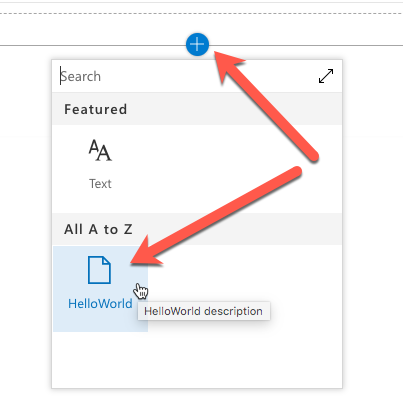 Search
Featured
Text
All A to Z
HelloWorld
HelloWorld description